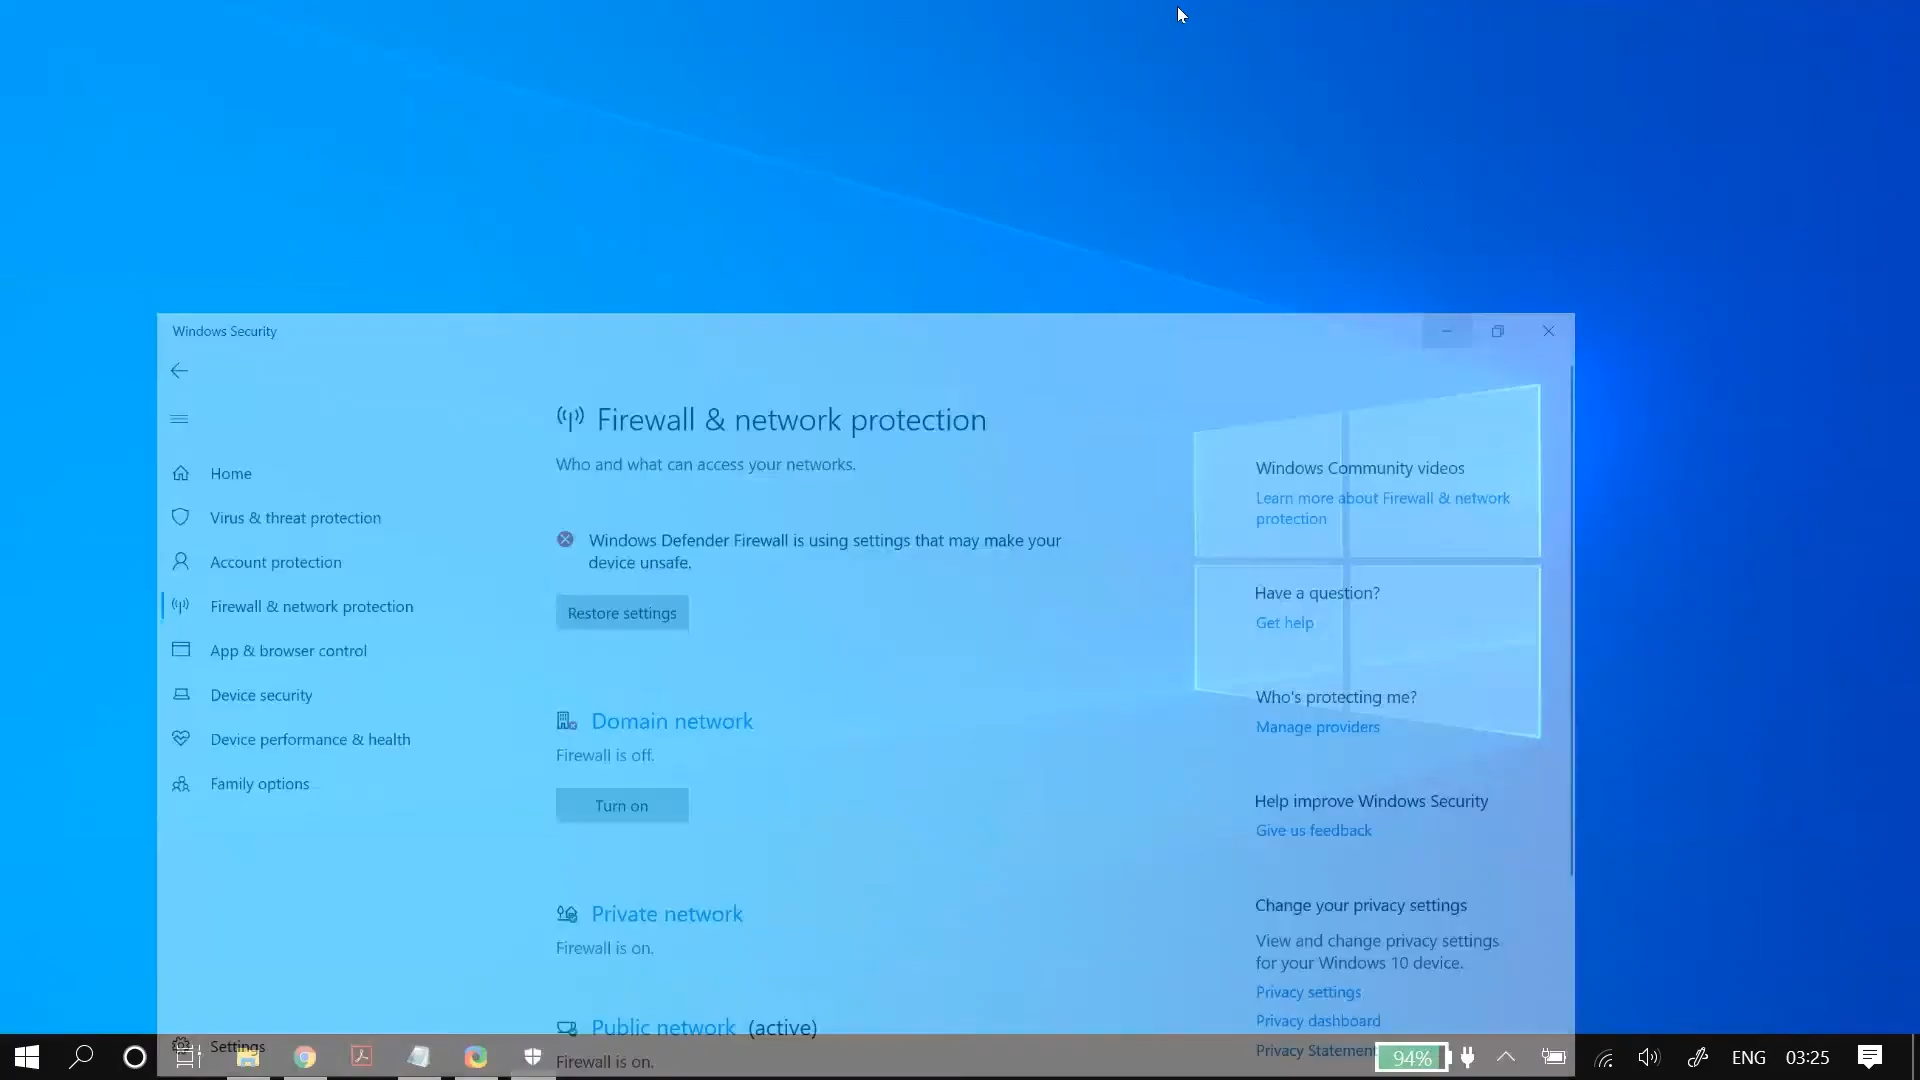 Windows Security
Home
Virus & threat protection
Account protection
Firewall & network protection
App & browser control
Device security
Device performance & health
Family options
Settings
Firewall & network protection
Who and what can access your networks.
Windows Defender Firewall is using settings that may make your
device unsafe.
Restore settings
Domain network
Firewall is off.
Turn on
Private network
Firewall is on.
Public network (active)
Firewall is on.
Windows Community videos
Learn more about Firewall & network
protection
Have a question?
Get help
Who's protecting me?
Manage providers
Help improve Windows Security
Give us feedback
Change your privacy settings
View and change privacy settings
for your Windows 10 device.
Privacy settings
Privacy dashboard
Privacy Statement
94%
ENG
03:25